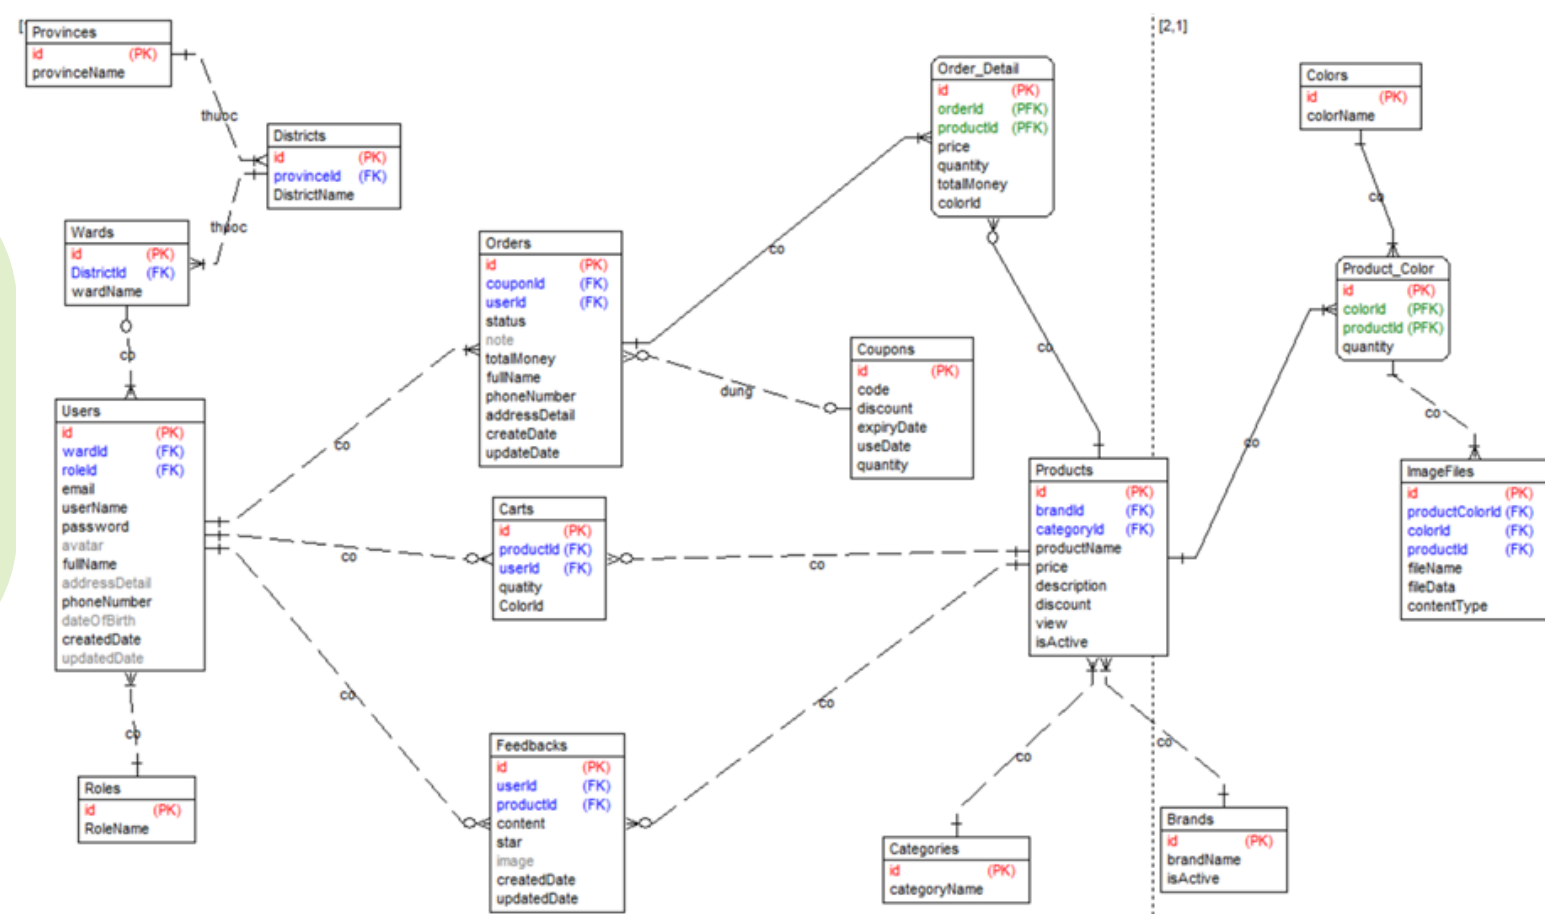 [
Provinces
id (PK)
provinceName
thuoc
Districts
id (PK)
provinceId (FK)
DistrictName
thuoc
Wards
id (PK)
DistrictId (FK)
wardName
co
Users
id (PK)
wardId (FK)
roleId (FK)
email
userName
password
avatar
fullName
addressDetail
phoneNumber
dateOfBirth
createdDate
updatedDate
co
Roles
id (PK)
RoleName
Orders
id (PK)
couponId (FK)
userId (FK)
status
note
totalMoney
fullName
phoneNumber
addressDetail
createDate
updateDate
co
Carts
id (PK)
productId (FK)
userId (FK)
quatity
ColorId
co
co
Feedbacks
id (PK)
userId (FK)
productId (FK)
content
star
image
createdDate
updatedDate
co
co
Order_Detail
id (PK)
orderId (PFK)
productId (PFK)
price
quantity
totalMoney
colorId
co
co
Coupons
id (PK)
code
discount
expiryDate
useDate
quantity
dung
Products
id (PK)
brandId (FK)
categoryId (FK)
productName
price
description
discount
view
isActive
co
co
Categories
id (PK)
categoryName
Brands
id (PK)
brandName
isActive
[2,1]
Colors
id (PK)
colorName
co
Product_Color
id (PK)
colorId (PFK)
productId (PFK)
quantity
co
co
ImageFiles
id (PK)
productColorId (FK)
colorId (FK)
productId (FK)
fileName
fileData
contentType